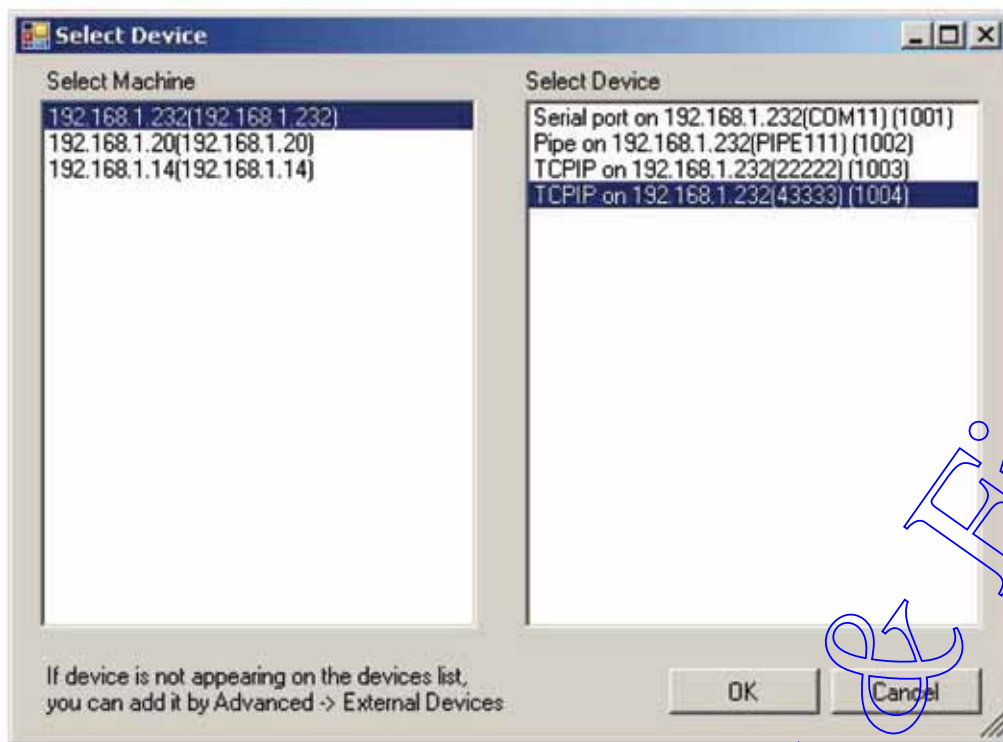 Select Device
Select Machine
192.168.1.232(192.168.1.232)
192.168.1.20(192.168.1.20)
192.168.1.14(192.168.1.14)
Select Device
Serial port on 192.168.1.232(COM11) (1001)
Pipe on 192.168.1.232(PIPE111) (1002)
TCPIP on 192.168.1.232(22222) (1003)
TCPIP on 192.168.1.232(43333) (1004)
If device is not appearing on the devices list,
you can add it by Advanced -> External Devices
OK
Cancel
&